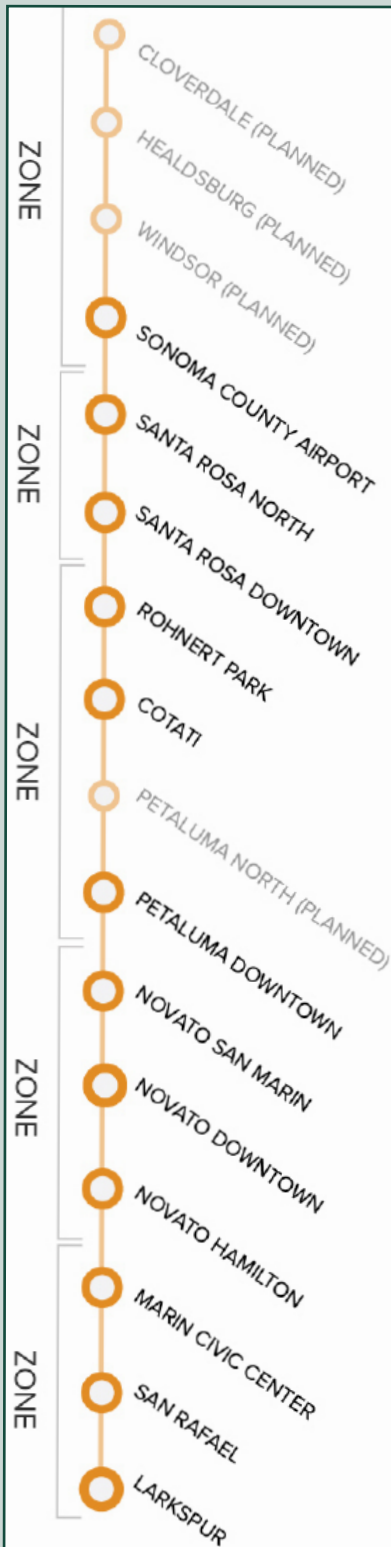 CLOVERDALE (PLANNED)
HEALDSBURG (PLANNED)
WINDSOR (PLANNED)
ZONE
SONOMA COUNTY AIRPORT
SANTA ROSA NORTH
ZONE
SANTA ROSA DOWNTOWN
ROHNERT PARK
COTATI
ZONE
PETALUMA NORTH (PLANNED)
PETALUMA DOWNTOWN
NOVATO SAN MARIN
NOVATO DOWNTOWN
ZONE
NOVATO HAMILTON
MARIN CIVIC CENTER
SAN RAFAEL
ZONE
LARKSPUR